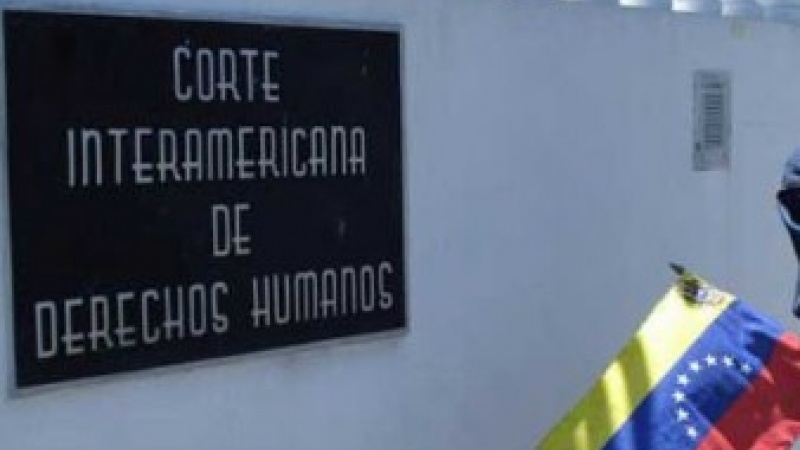 CORTE
INTERAMERICANA
DE
DERECHOS HUMANOS